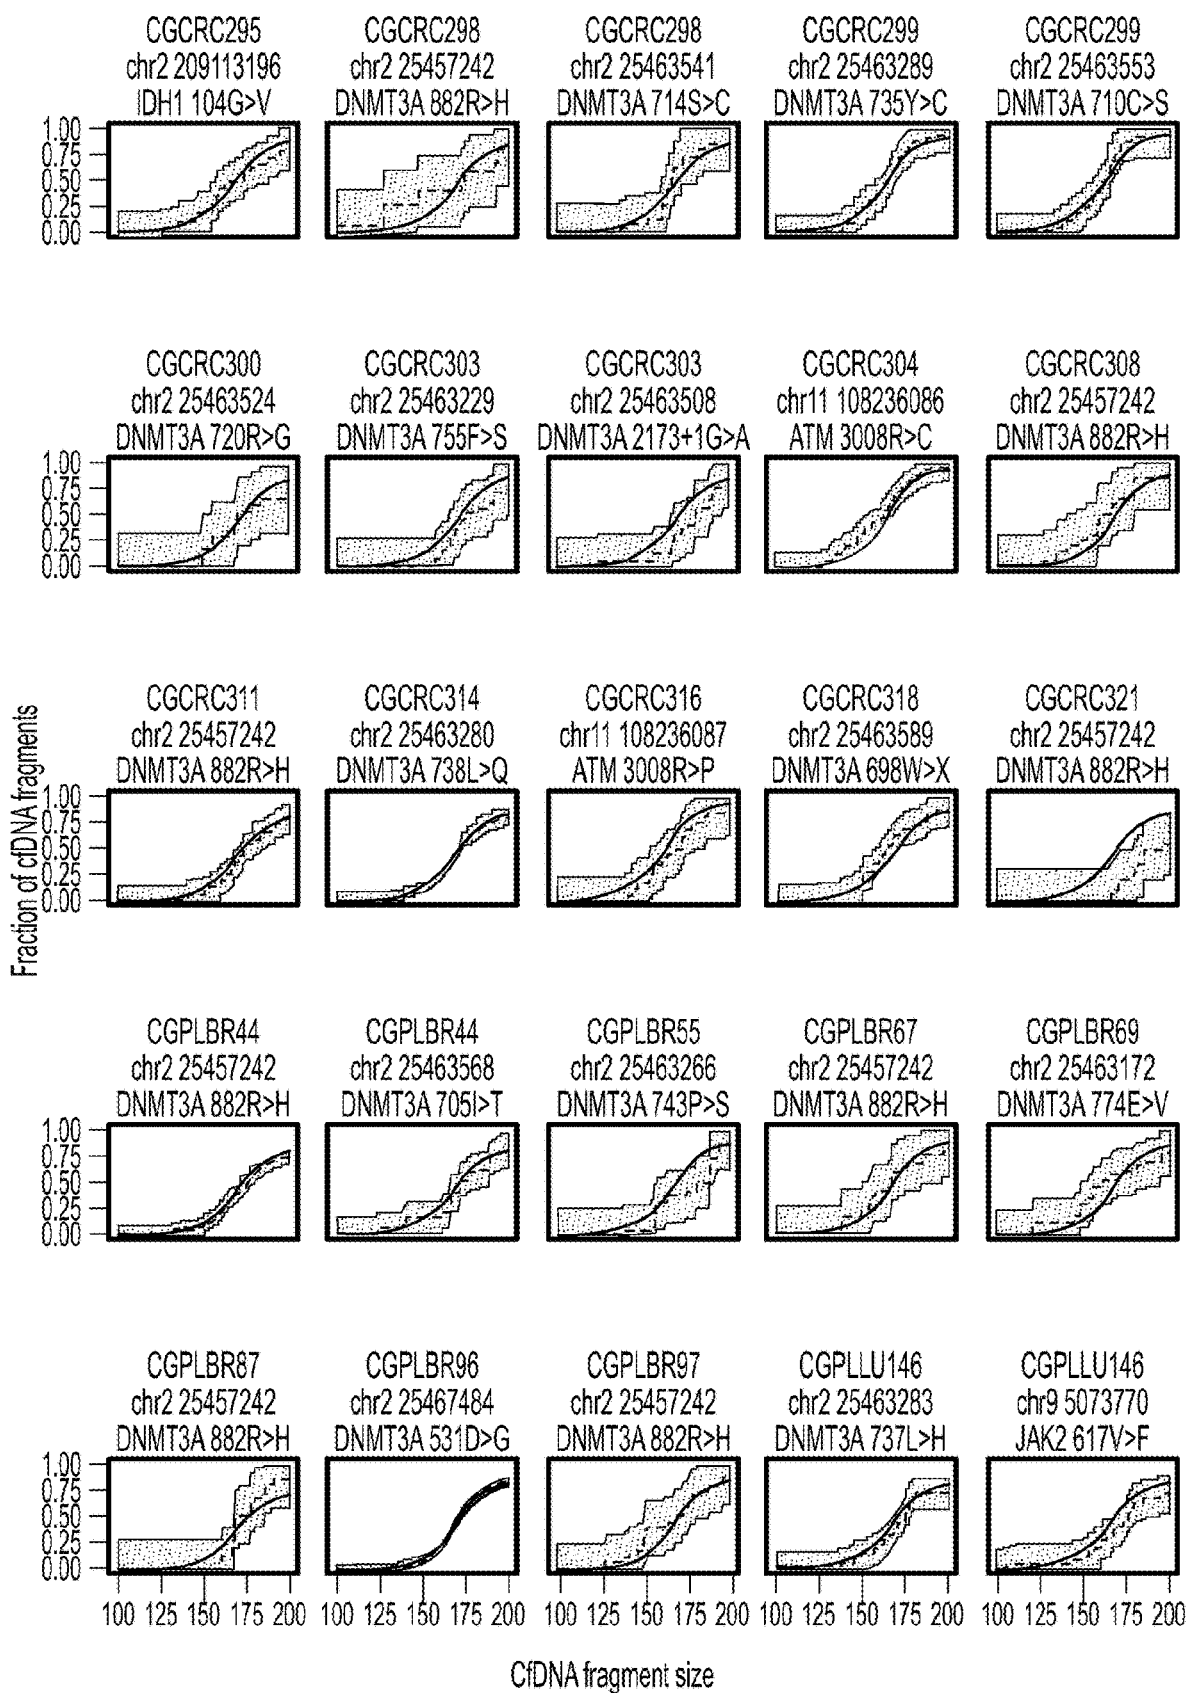 CGCRC295
chr2 209113196
IDH1 104G>V
CGCRC298
chr2 25457242
DNMT3A 882R>H
CGCRC298
chr2 25463541
DNMT3A 714S>C
CGCRC299
chr2 25463289
DNMT3A 735Y>C
CGCRC299
chr2 25463553
DNMT3A 710C>S
1.00
0.75
0.50
0.25
0.00
CGCRC300
chr2 25463524
DNMT3A 720R>G
CGCRC303
chr2 25463229
DNMT3A 755F>S
CGCRC303
chr2 25463508
DNMT3A 2173+1G>A
CGCRC304
chr11 108236086
ATM 3008R>C
CGCRC308
chr2 25457242
DNMT3A 882R>H
1.00
0.75
0.50
0.25
0.00
Fraction of cfDNA fragments
CGCRC311
chr2 25457242
DNMT3A 882R>H
CGCRC314
chr2 25463280
DNMT3A 738L>Q
CGCRC316
chr11 108236087
ATM 3008R>P
CGCRC318
chr2 25463589
DNMT3A 698W>X
CGCRC321
chr2 25457242
DNMT3A 882R>H
1.00
0.75
0.50
0.25
0.00
CGPLBR44
chr2 25457242
DNMT3A 882R>H
CGPLBR44
chr2 25463568
DNMT3A 705I>T
CGPLBR55
chr2 25463266
DNMT3A 743P>S
CGPLBR67
chr2 25457242
DNMT3A 882R>H
CGPLBR69
chr2 25463172
DNMT3A 774E>V
1.00
0.75
0.50
0.25
0.00
CGPLBR87
chr2 25457242
DNMT3A 882R>H
CGPLBR96
chr2 25467484
DNMT3A 531D>G
CGPLBR97
chr2 25457242
DNMT3A 882R>H
CGPLLU146
chr2 25463283
DNMT3A 737L>H
CGPLLU146
chr9 5073770
JAK2 617V>F
1.00
0.75
0.50
0.25
0.00
100 125 150 175 200
100 125 150 175 200
100 125 150 175 200
100 125 150 175 200
100 125 150 175 200
CfDNA fragment size